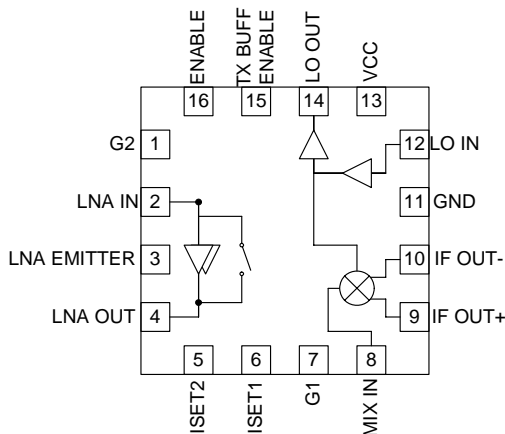 ENABLE
TX BUFF
ENABLE
LO OUT
VCC
16
15
14
13
G2
1
12
LO IN
LNA IN
2
11
GND
LNA EMITTER
3
10
IF OUT-
LNA OUT
4
9
IF OUT+
5
6
7
8
ISET2
ISET1
G1
MIX IN